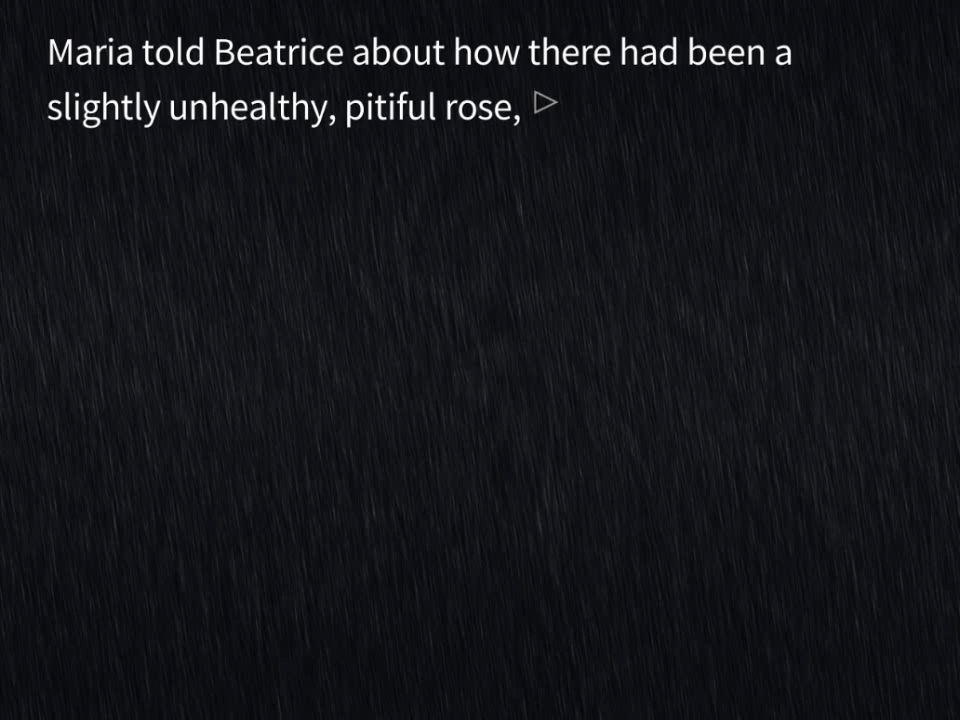 Maria told Beatrice about how there had been a
slightly unhealthy, pitiful rose,